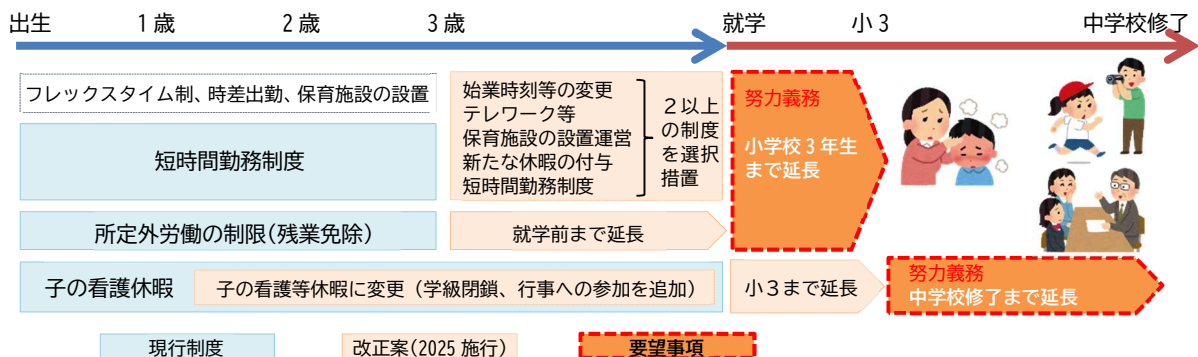 出生 1歳 2歳 3歳 就学 小3 中学校修了
フレックスタイム制、時差出勤、保育施設の設置
短時間勤務制度
始業時刻等の変更
テレワーク等
保育施設の設置運営
新たな休暇の付与
短時間勤務制度
2以上
の制度
を選択
措置
努力義務
小学校3年生
まで延長
所定外労働の制限(残業免除)
就学前まで延長
子の看護休暇
子の看護等休暇に変更(学級閉鎖、行事への参加を追加)
小3まで延長
努力義務
中学校修了まで延長
現行制度
改正案(2025施行)
要望事項